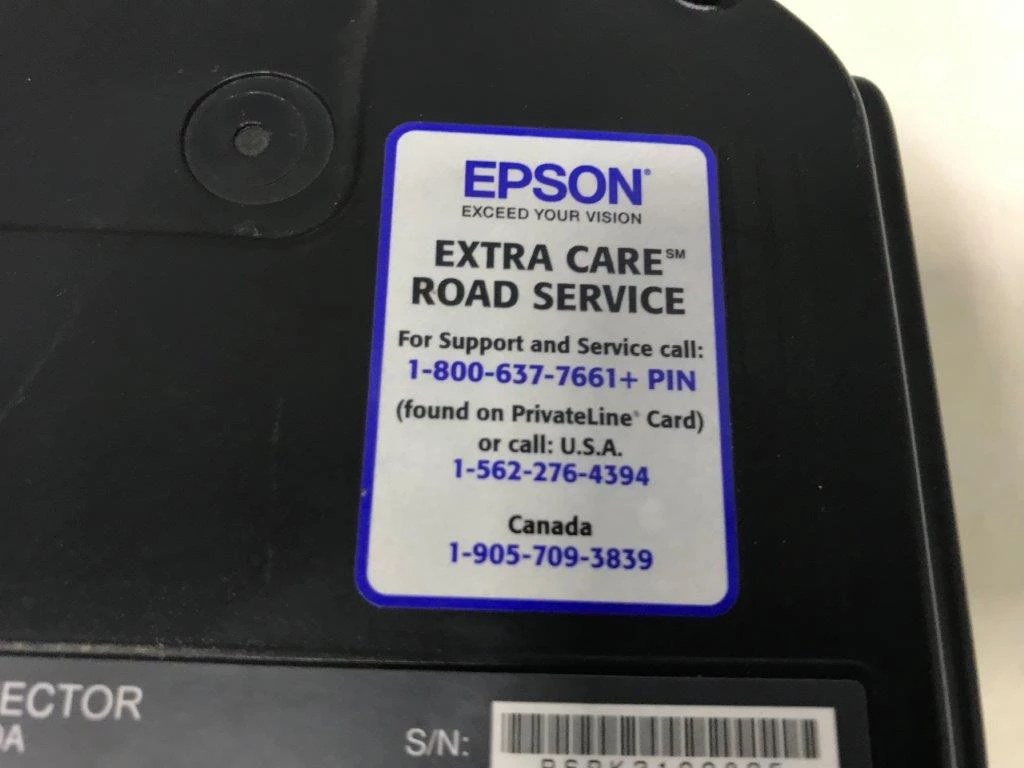 EPSON®
EXCEED YOUR VISION
EXTRA CARE℠
ROAD SERVICE
For Support and Service call:
1-800-637-7661+ PIN
(found on PrivateLine® Card)
or call: U.S.A.
1-562-276-4394
Canada
1-905-709-3839
ECTOR
S/N: